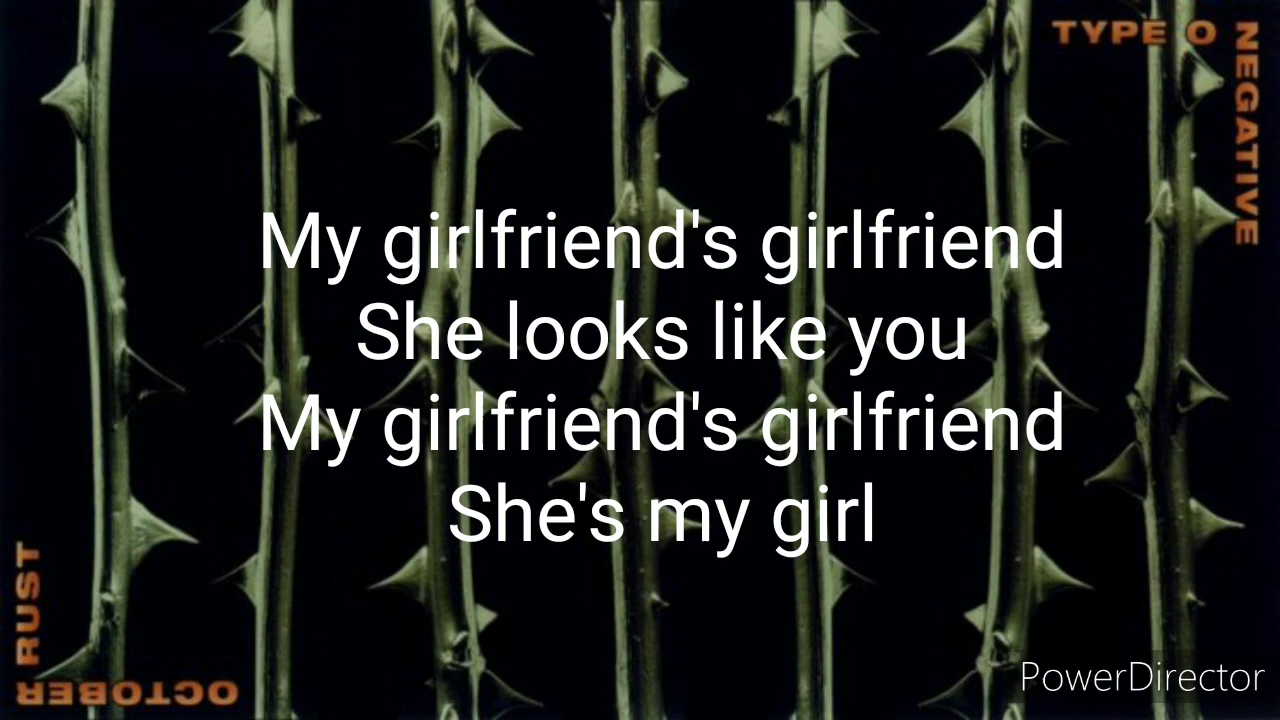 TYPE O NEGATIVE
My girlfriend's girlfriend
She looks like you
My girlfriend's girlfriend
She's my girl
OCTOBER RUST
PowerDirector